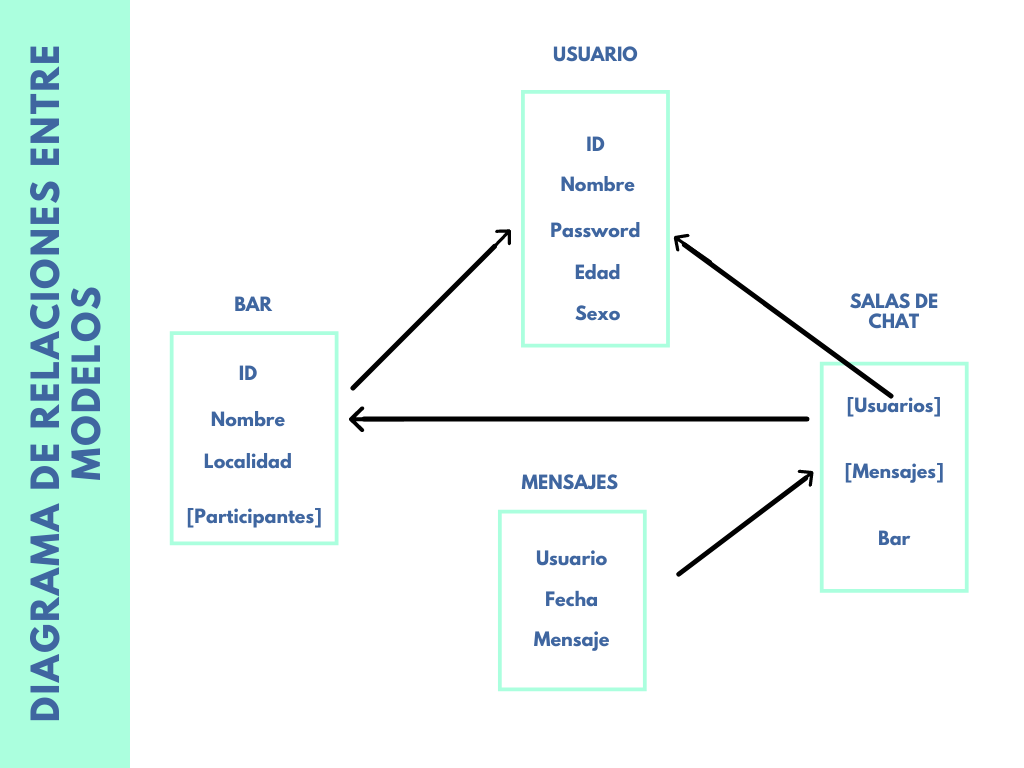 DIAGRAMA DE RELACIONES ENTRE
MODELOS
USUARIO
ID
Nombre
Password
Edad
Sexo
BAR
ID
Nombre
Localidad
[Participantes]
SALAS DE
CHAT
[Usuarios]
[Mensajes]
Bar
MENSAJES
Usuario
Fecha
Mensaje